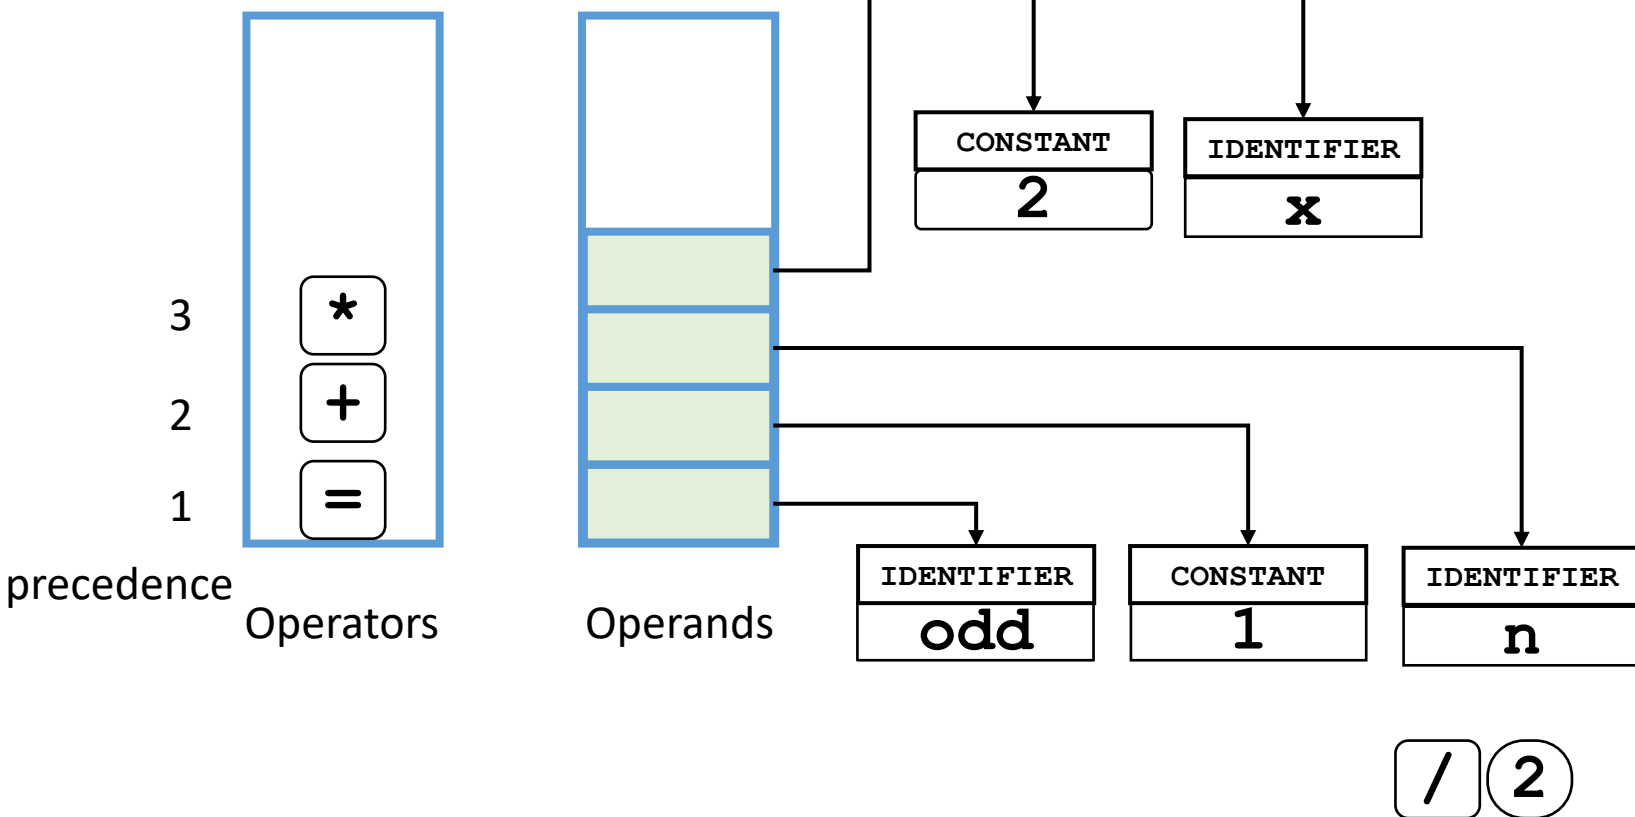 CONSTANT
2
IDENTIFIER
x
3
*
2
+
1
=
precedence
Operators
Operands
IDENTIFIER
odd
CONSTANT
1
IDENTIFIER
n
/ 2